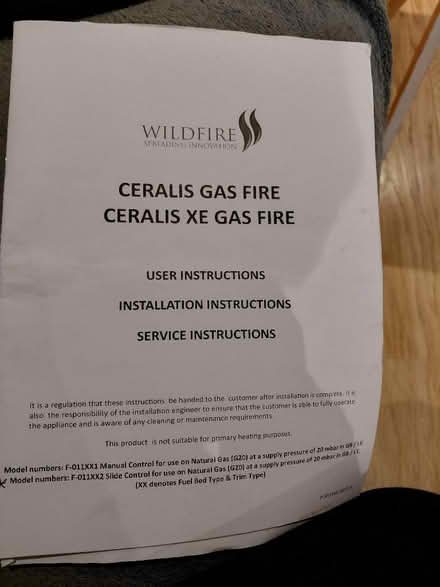 WILDFIRE
SPREADING INNOVATION
CERALIS GAS FIRE
CERALIS XE GAS FIRE
USER INSTRUCTIONS
INSTALLATION INSTRUCTIONS
SERVICE INSTRUCTIONS
It is a regulation that these instructions be handed to the customer after installation is complete. It is
also the responsibility of the installation engineer to ensure that the customer is able to fully operate
the appliance and is aware of any cleaning or maintenance requirements.
This product is not suitable for primary heating purposes.
Model numbers: F-011XX1 Manual Control for use on Natural Gas (G20) at a supply pressure of 20 mbar in GB / I.E
Model numbers: F-011XX2 Slide Control for use on Natural Gas (G20) at a supply pressure of 20 mbar in GB / I.E.
(XX denotes Fuel Bed Type & Trim Type)